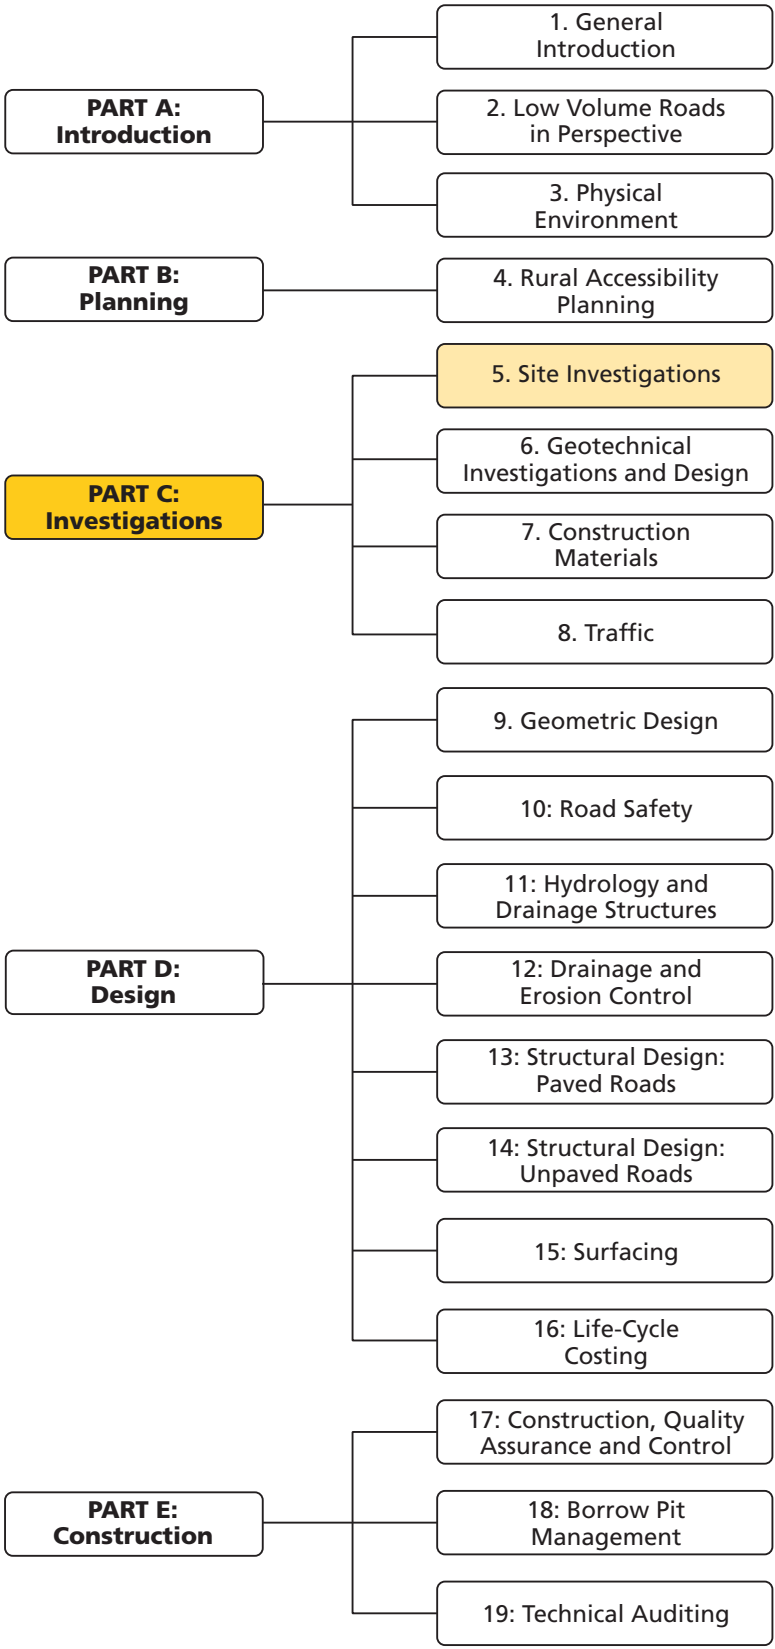 PART A:
Introduction
1. General
Introduction
2. Low Volume Roads
in Perspective
3. Physical
Environment
PART B:
Planning
4. Rural Accessibility
Planning
PART C:
Investigations
5. Site Investigations
6. Geotechnical
Investigations and Design
7. Construction
Materials
8. Traffic
PART D:
Design
9. Geometric Design
10: Road Safety
11: Hydrology and
Drainage Structures
12: Drainage and
Erosion Control
13: Structural Design:
Paved Roads
14: Structural Design:
Unpaved Roads
15: Surfacing
16: Life-Cycle
Costing
PART E:
Construction
17: Construction, Quality
Assurance and Control
18: Borrow Pit
Management
19: Technical Auditing